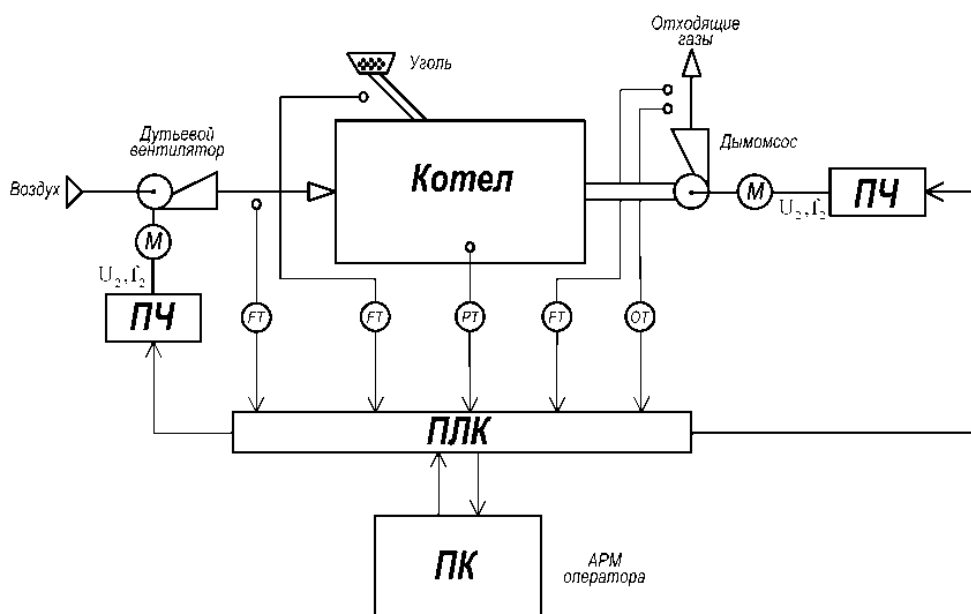 Отходящие
газы
Уголь
Дутьевой
вентилятор
Дымомсос
Воздух
Котел
М
ПЧ
U₂,f₂
М
U₂,f₂
ПЧ
FT
FT
PT
FT
OT
ПЛК
ПК
АРМ
оператора